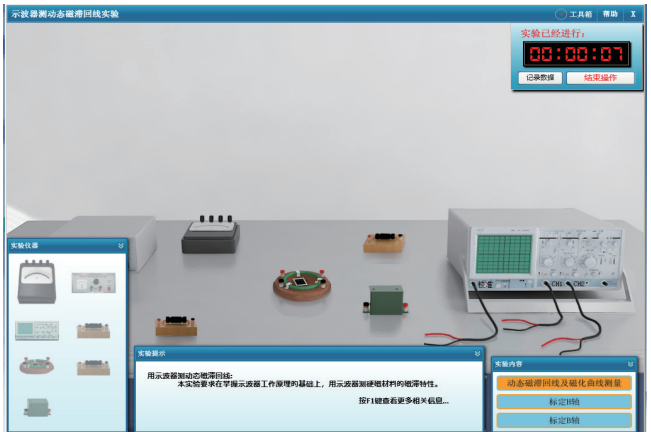 示波器测动态磁滞回线实验
工具箱 帮助 X
实验已经进行:
00:00:07
记录数据 结束操作
实验仪器
校准 CH1 CH2
实验提示
用示波器测动态磁滞回线:
本实验要求在掌握示波器工作原理的基础上，用示波器测硬磁材料的磁滞特性。
按F1键查看更多相关信息...
实验内容
动态磁滞回线及磁化曲线测量
标定H轴
标定B轴